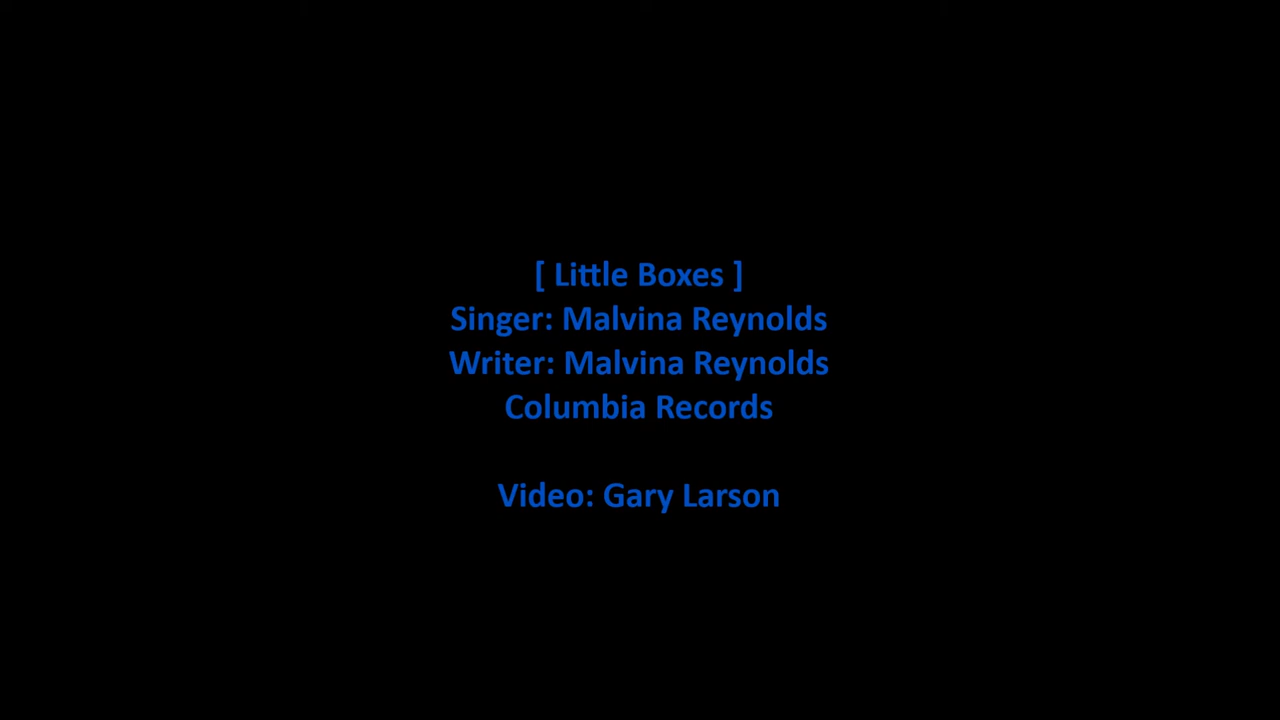 [ Little Boxes ]
Singer: Malvina Reynolds
Writer: Malvina Reynolds
Columbia Records
Video: Gary Larson